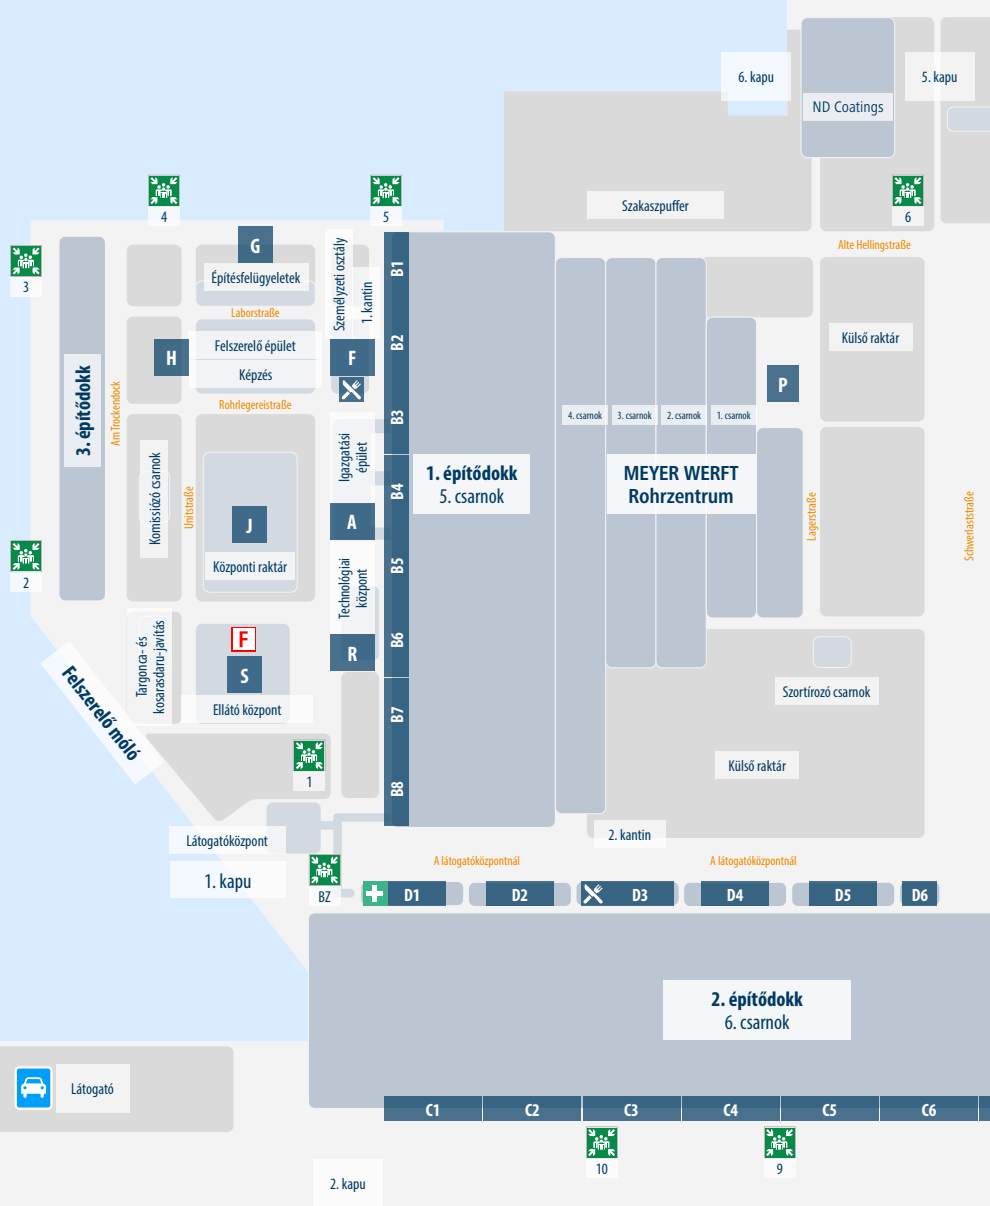 6. kapu
5. kapu
ND Coatings
4
5
Szakaszpuffer
6
G
Építésfelügyeletek
Személyzeti osztály
1. kantin
B1
Alte Hellingstraße
3
Laborstraße
H
Felszerelő épület
Képzés
F
B2
Külső raktár
P
3. építődokk
Am Trockendock
Rohrlegereistraße
B3
4. csarnok
3. csarnok
2. csarnok
1. csarnok
Komissiózó csarnok
Unitstraße
Igazgatási
épület
1. építődokk
5. csarnok
MEYER WERFT
Rohrzentrum
B4
J
A
Lagerstraße
Schwerlaststraße
Központi raktár
Technológiai
központ
B5
2
Targonca- és
kosarasdaru-javítás
F
S
R
B6
Ellátó központ
Szortírozó csarnok
Felszerelő móló
B7
Külső raktár
1
B8
Látogatóközpont
2. kantin
1. kapu
A látogatóközpontnál
A látogatóközpontnál
BZ
D1
D2
D3
D4
D5
D6
2. építődokk
6. csarnok
Látogató
C1
C2
C3
C4
C5
C6
10
9
2. kapu